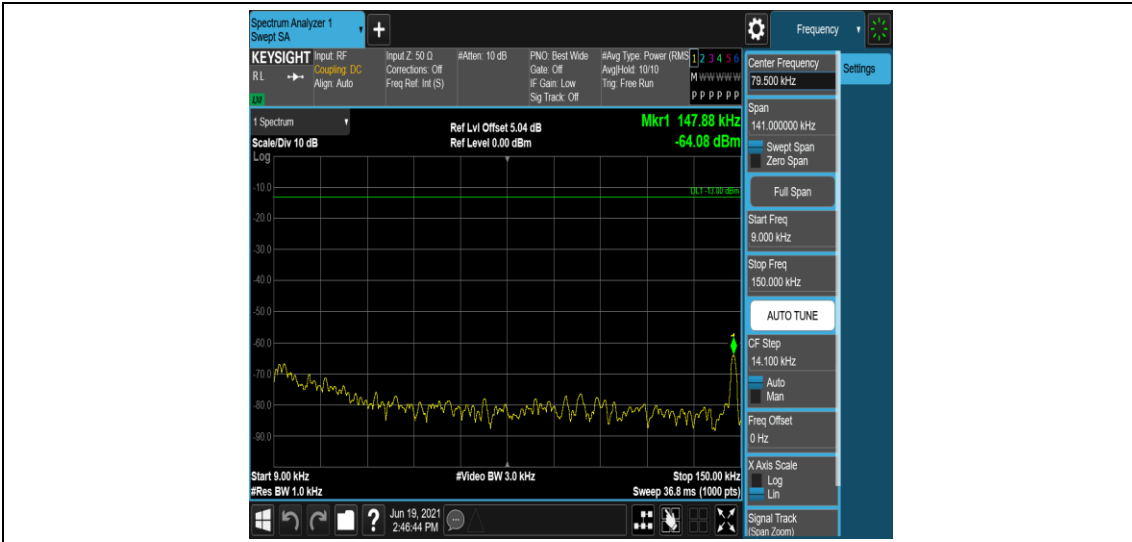 Spectrum Analyzer 1
Swept SA
+
Frequency
KEYSIGHT
RL
LXI
Input: RF
Coupling: DC
Align: Auto
Input Z: 50 Ω
Corrections: Off
Freq Ref: Int (S)
#Atten: 10 dB
PNO: Best Wide
Gate: Off
IF Gain: Low
Sig Track: Off
#Avg Type: Power (RMS
Avg|Hold: 10/10
Trig: Free Run
1 2 3 4 5 6
M W W W W W
P P P P P P
Center Frequency
79.500 kHz
Settings
Span
141.000000 kHz
Swept Span
Zero Span
Full Span
Start Freq
9.000 kHz
Stop Freq
150.000 kHz
AUTO TUNE
CF Step
14.100 kHz
Auto
Man
Freq Offset
0 Hz
X Axis Scale
Log
Lin
Signal Track
(Span Zoom)
1 Spectrum
Scale/Div 10 dB
Log
Ref Lvl Offset 5.04 dB
Ref Level 0.00 dBm
Mkr1 147.88 kHz
-64.08 dBm
DL1 -13.00 dBm
-10.0
-20.0
-30.0
-40.0
-50.0
-60.0
-70.0
-80.0
-90.0
1
Start 9.00 kHz
#Video BW 3.0 kHz
Stop 150.00 kHz
#Res BW 1.0 kHz
Sweep 36.8 ms (1000 pts)
?
Jun 19, 2021
2:46:44 PM